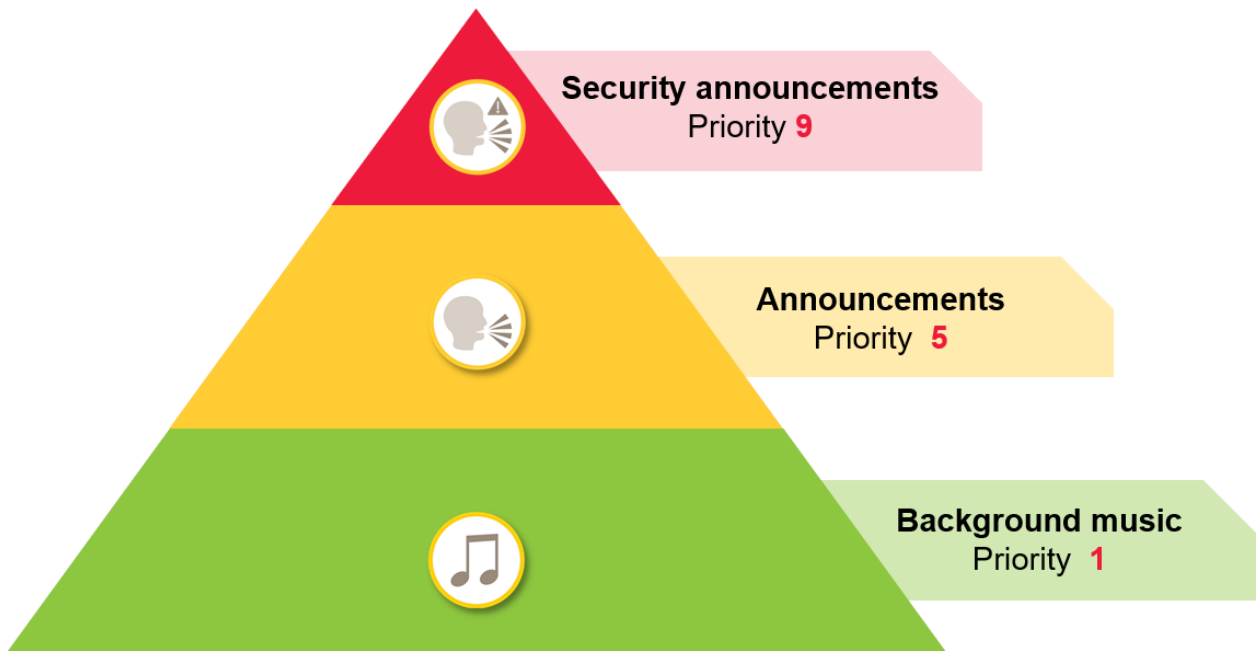 Security announcements
Priority 9
Announcements
Priority 5
Background music
Priority 1